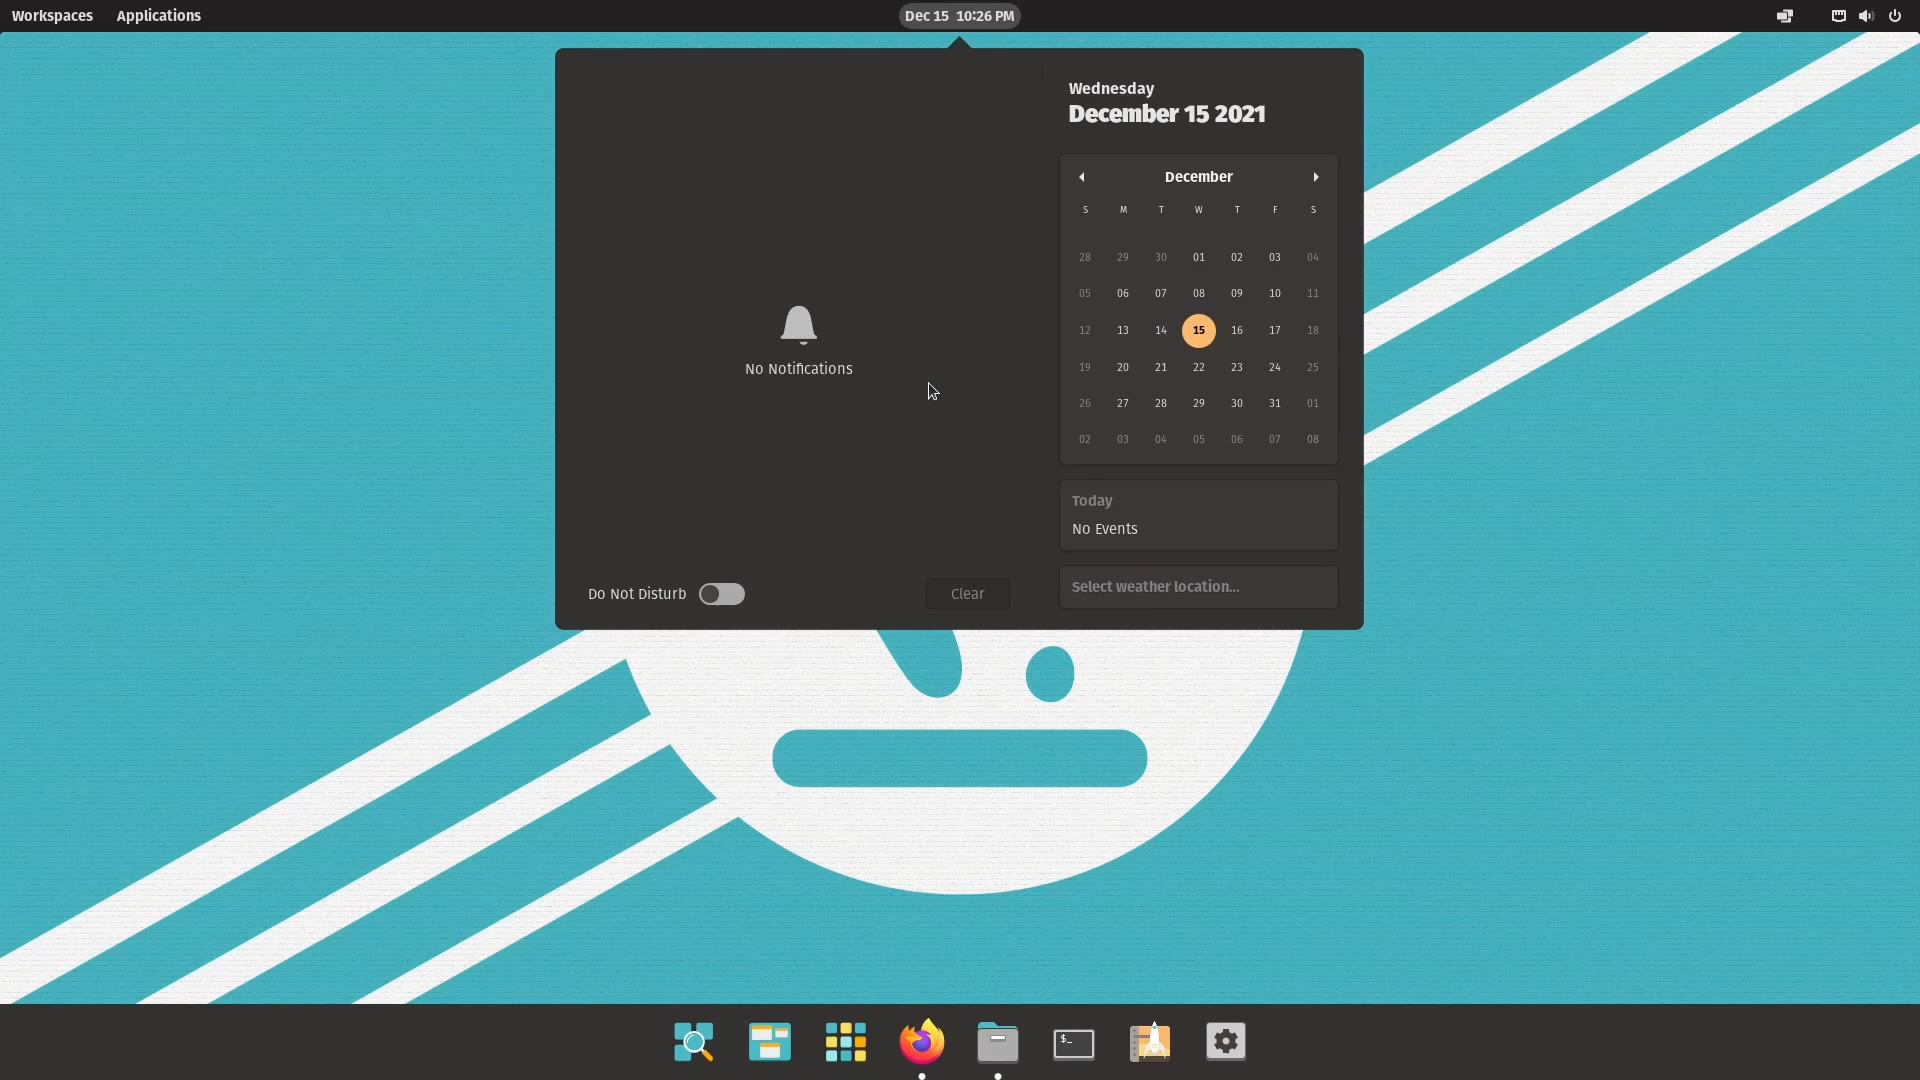 Workspaces Applications Dec 15 10:26 PM
No Notifications
Do Not Disturb Clear
Wednesday
December 15 2021
December
S M T W T F S
28 29 30 01 02 03 04
05 06 07 08 09 10 11
12 13 14 15 16 17 18
19 20 21 22 23 24 25
26 27 28 29 30 31 01
02 03 04 05 06 07 08
Today
No Events
Select weather location...
$_